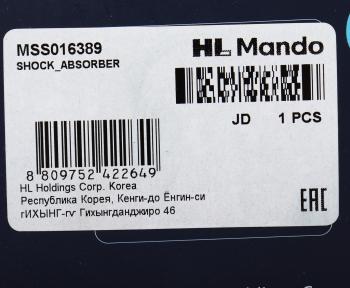 MSS016389
HL Mando
SHOCK_ABSORBER
JD 1 PCS
8 809752 422649
HL Holdings Corp. Korea
Республика Корея, Кенги-до Ёнгин-си
гИХЫНГ-гv Гихынгданджиро 46
EAC